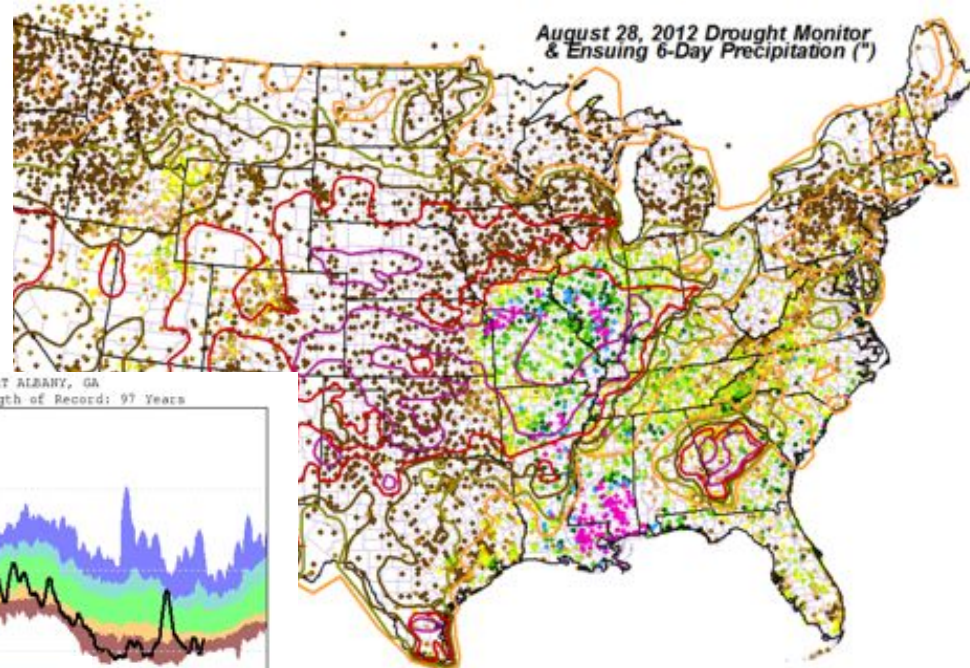 August 28, 2012 Drought Monitor
& Ensuing 6-Day Precipitation (")
T ALBANY, GA
gth of Record: 97 Years